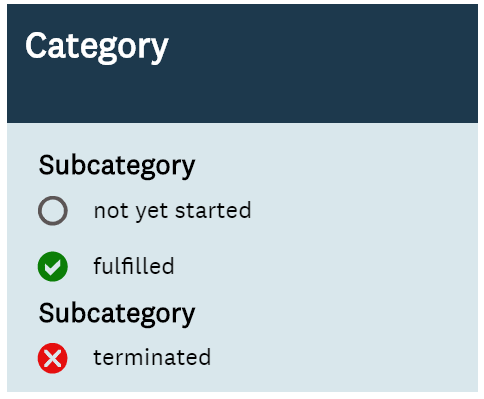 Category
Subcategory
not yet started
fulfilled
Subcategory
terminated